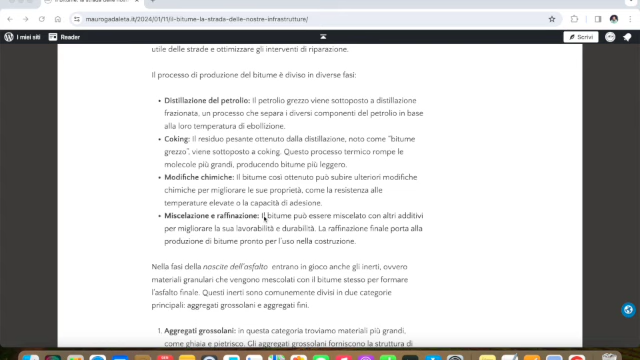 Il bitume, la strada delle nost
maurogadaleta.it/2024/01/11/il-bitume-la-strada-delle-nostre-infrastrutture/
I miei siti
Reader
Scrivi
utile delle strade e ottimizzare gli interventi di riparazione.
Il processo di produzione del bitume è diviso in diverse fasi:
• Distillazione del petrolio: Il petrolio grezzo viene sottoposto a distillazione
frazionata, un processo che separa i diversi componenti del petrolio in base
alla loro temperatura di ebollizione.
• Coking: Il residuo pesante ottenuto dalla distillazione, noto come "bitume
grezzo", viene sottoposto a coking. Questo processo termico rompe le
molecole più grandi, producendo bitume più leggero.
• Modifiche chimiche: Il bitume così ottenuto può subire ulteriori modifiche
chimiche per migliorare le sue proprietà, come la resistenza alle
temperature elevate o la capacità di adesione.
• Miscelazione e raffinazione: Il bitume può essere miscelato con altri additivi
per migliorare la sua lavorabilità e durabilità. La raffinazione finale porta alla
produzione di bitume pronto per l'uso nella costruzione.
Nella fasi della nascite dell'asfalto entrano in gioco anche gli inerti, ovvero
materiali granulari che vengono mescolati con il bitume stesso per formare
l'asfalto finale. Questi inerti sono comunemente divisi in due categorie
principali: aggregati grossolani e aggregati fini.
1. Aggregati grossolani: in questa categoria troviamo materiali più grandi,
come ghiaia e pietrisco. Gli aggregati grossolani forniscono la struttura di